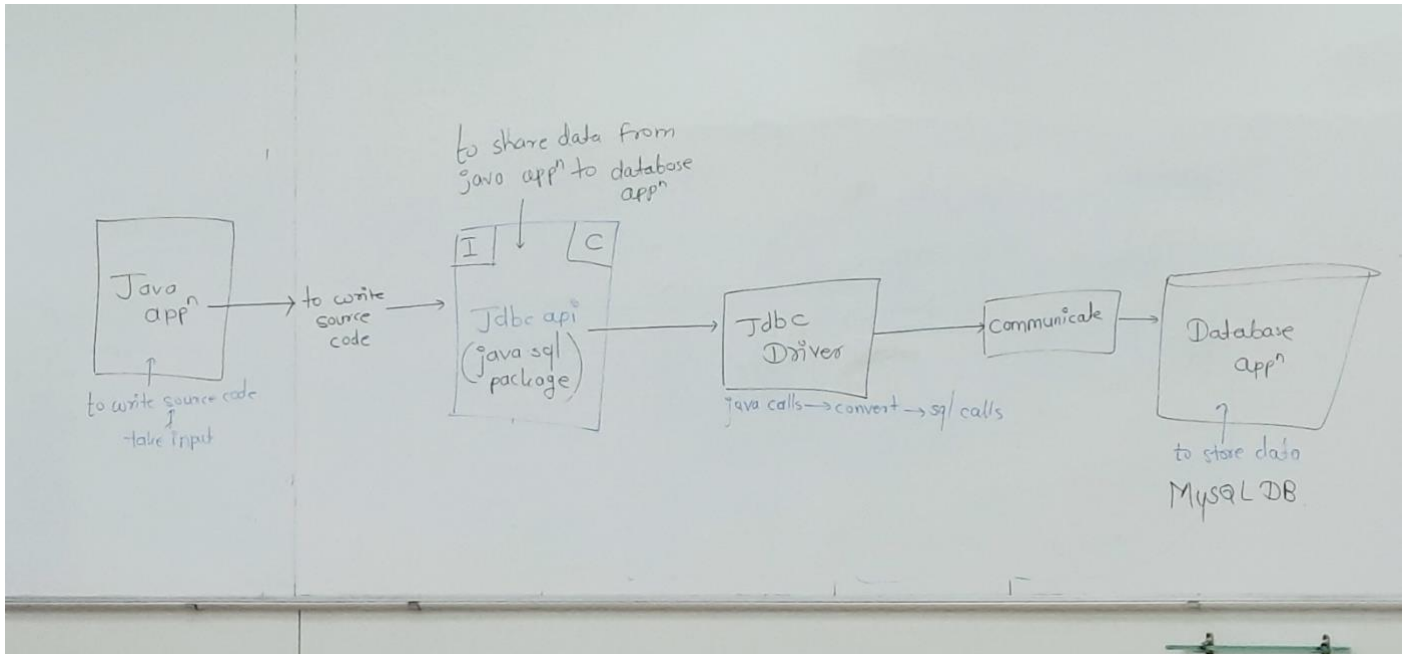 to share data from
java appⁿ to database
appⁿ
I
C
Java
appⁿ
to write
source
code
Jdbc api
(java sql
package)
Jdbc
Driver
Communicate
Database
appⁿ
to write source code
take input
java calls → convert → sql calls
to store data
MySQL DB